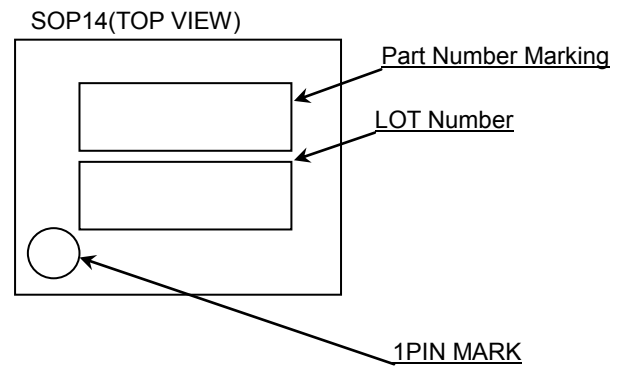 SOP14(TOP VIEW)
Part Number Marking
LOT Number
1PIN MARK